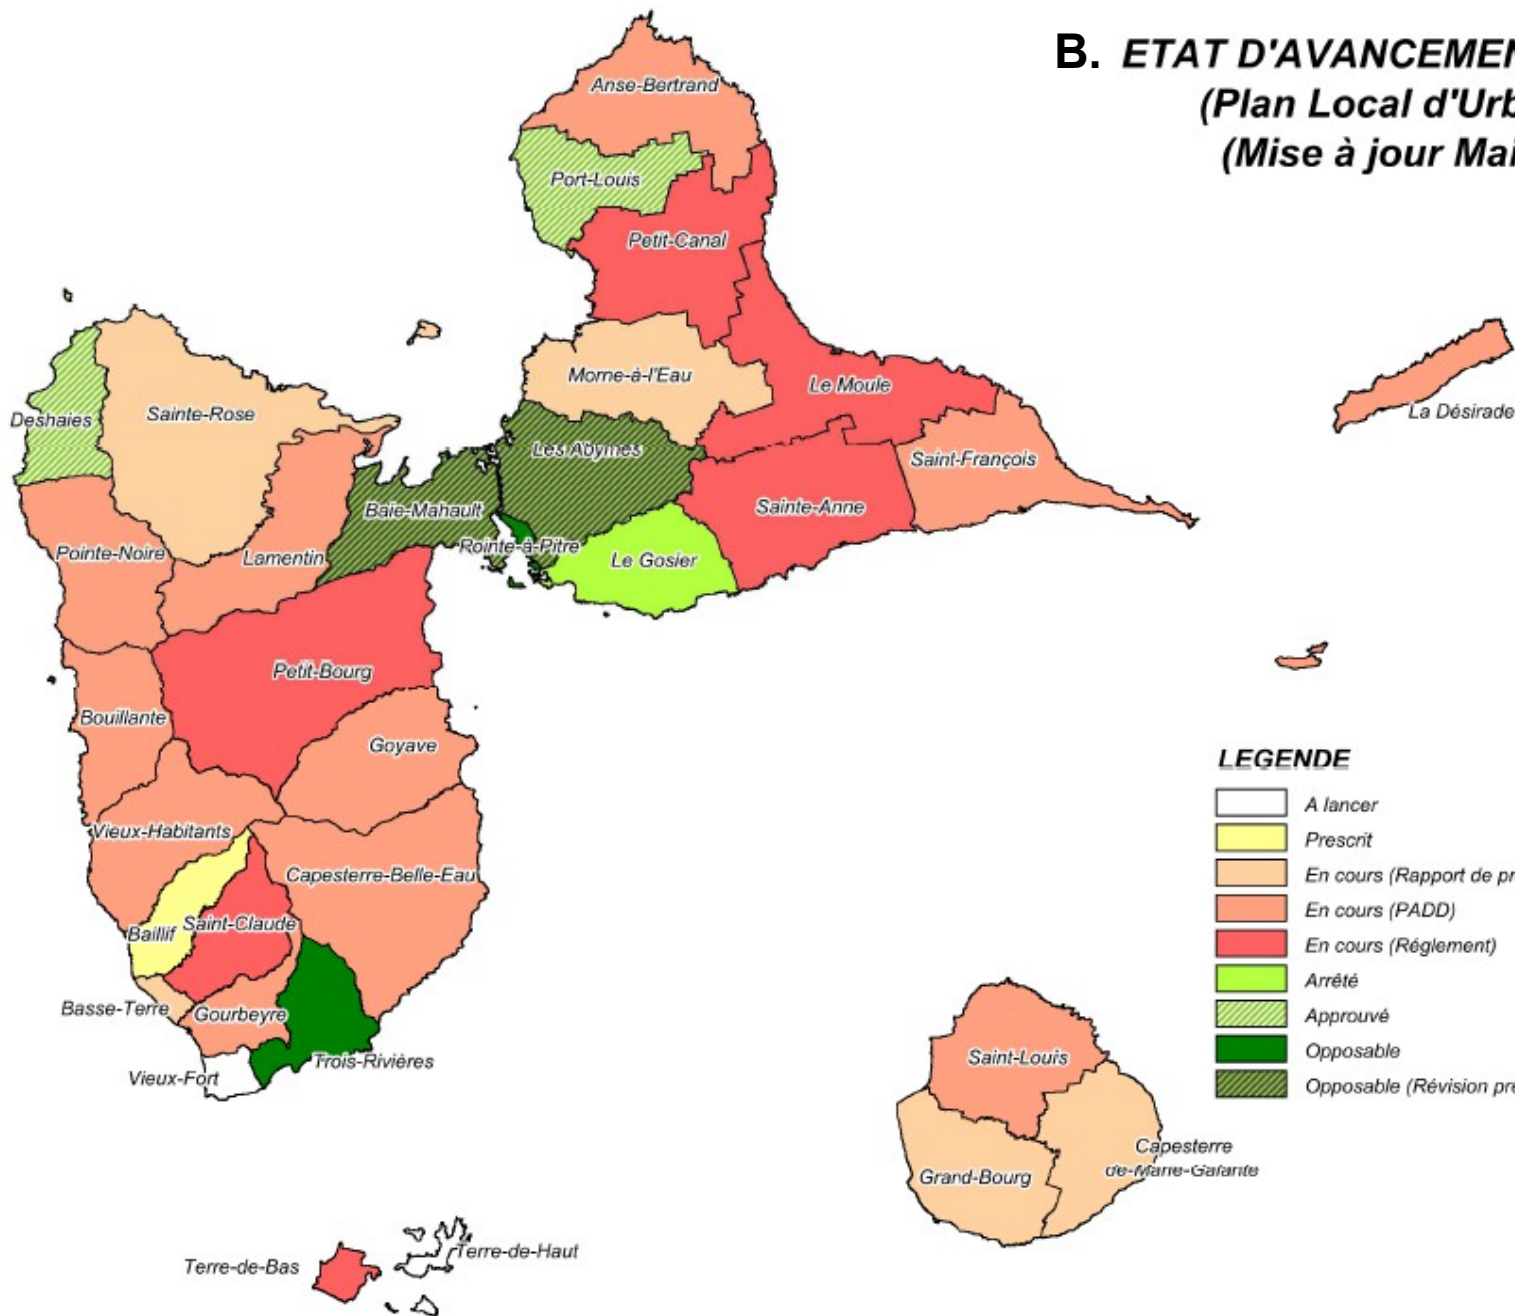 B. ETAT D'AVANCEMEN
(Plan Local d'Urb
(Mise à jour Mai
Anse-Bertrand
Port-Louis
Petit-Canal
Morne-à-l'Eau
Le Moule
La Désirade
Deshaies
Sainte-Rose
Les Abymes
Saint-François
Baie-Mahault
Sainte-Anne
Pointe-Noire
Lamentin
Pointe-à-Pitre
Le Gosier
Petit-Bourg
Bouillante
Goyave
Vieux-Habitants
Capesterre-Belle-Eau
Baillif
Saint-Claude
Basse-Terre
Gourbeyre
Trois-Rivières
Vieux-Fort
Terre-de-Bas
Terre-de-Haut
Saint-Louis
Grand-Bourg
Capesterre
de-Marie-Galante
LEGENDE
A lancer
Prescrit
En cours (Rapport de pr
En cours (PADD)
En cours (Réglement)
Arrêté
Approuvé
Opposable
Opposable (Révision pre